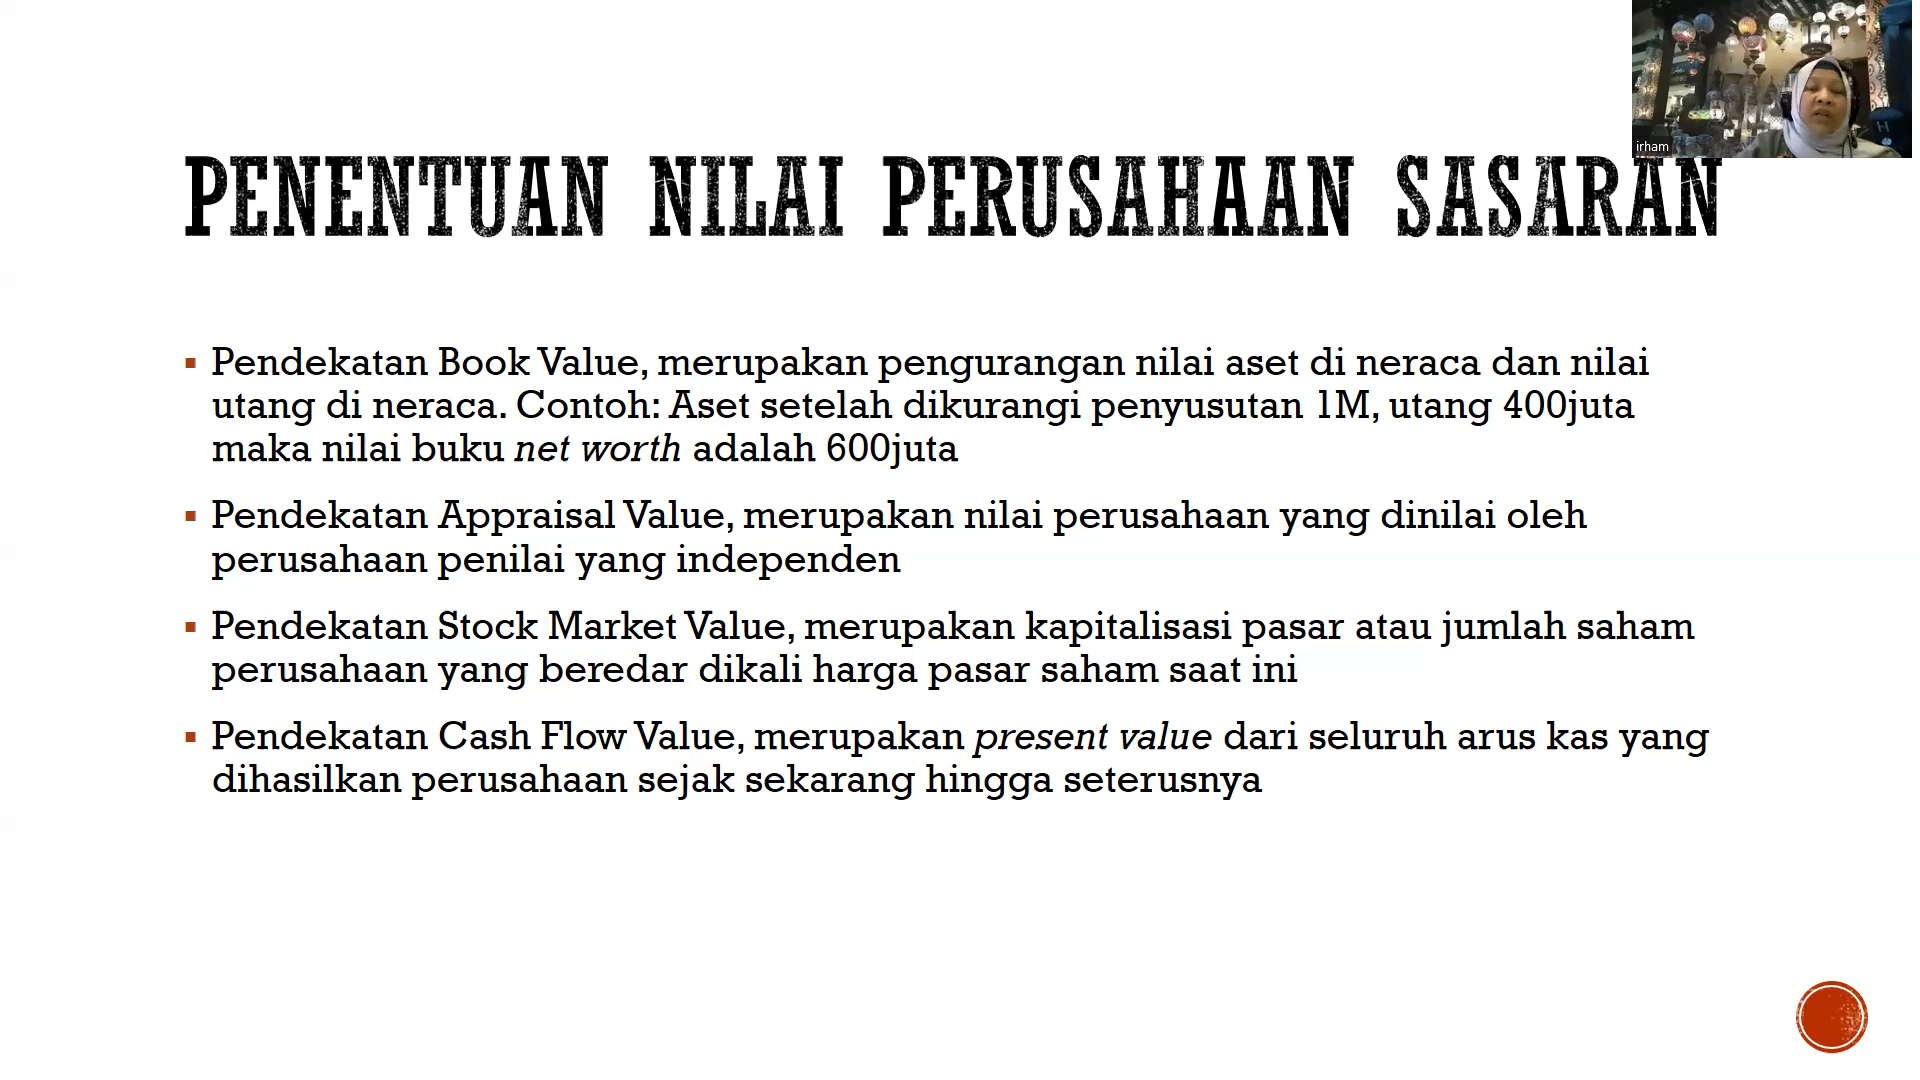 irham
PENENTUAN NILAI PERUSAHAAN SASARAN
▪ Pendekatan Book Value, merupakan pengurangan nilai aset di neraca dan nilai
utang di neraca. Contoh: Aset setelah dikurangi penyusutan 1M, utang 400juta
maka nilai buku net worth adalah 600juta
▪ Pendekatan Appraisal Value, merupakan nilai perusahaan yang dinilai oleh
perusahaan penilai yang independen
▪ Pendekatan Stock Market Value, merupakan kapitalisasi pasar atau jumlah saham
perusahaan yang beredar dikali harga pasar saham saat ini
▪ Pendekatan Cash Flow Value, merupakan present value dari seluruh arus kas yang
dihasilkan perusahaan sejak sekarang hingga seterusnya